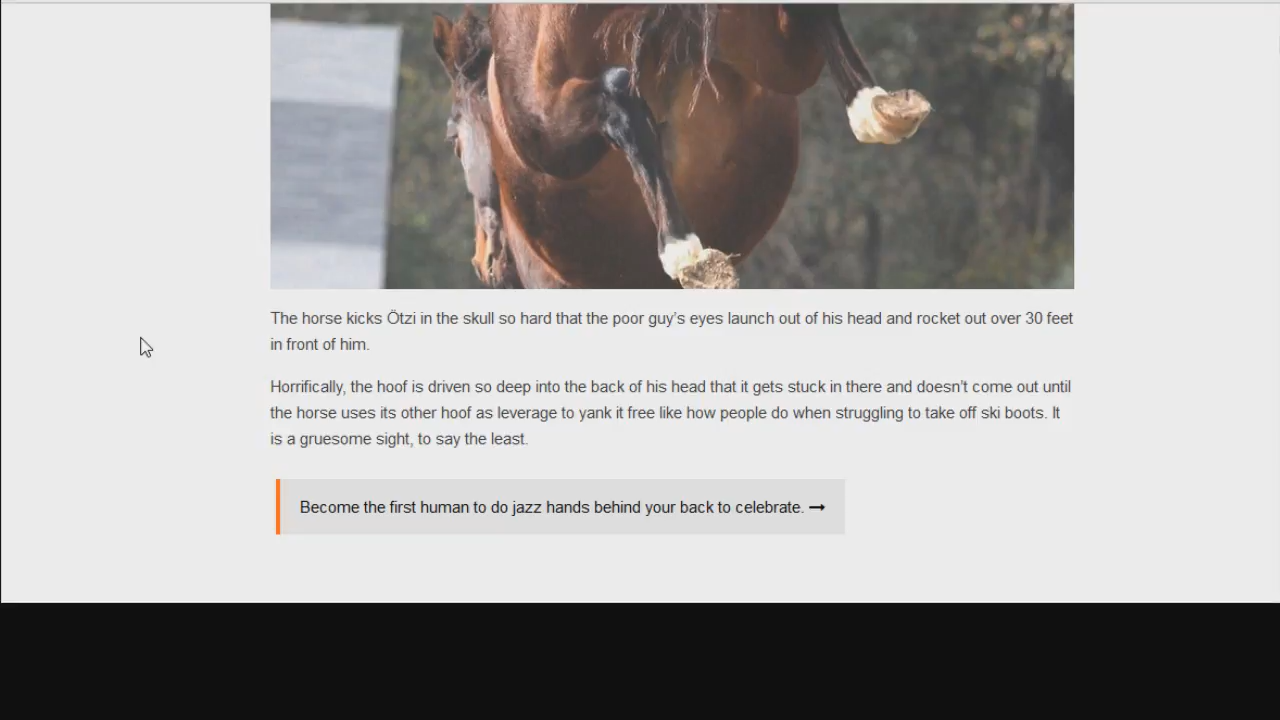 The horse kicks Ötzi in the skull so hard that the poor guy’s eyes launch out of his head and rocket out over 30 feet
in front of him.
Horrifically, the hoof is driven so deep into the back of his head that it gets stuck in there and doesn’t come out until
the horse uses its other hoof as leverage to yank it free like how people do when struggling to take off ski boots. It
is a gruesome sight, to say the least.
Become the first human to do jazz hands behind your back to celebrate. →